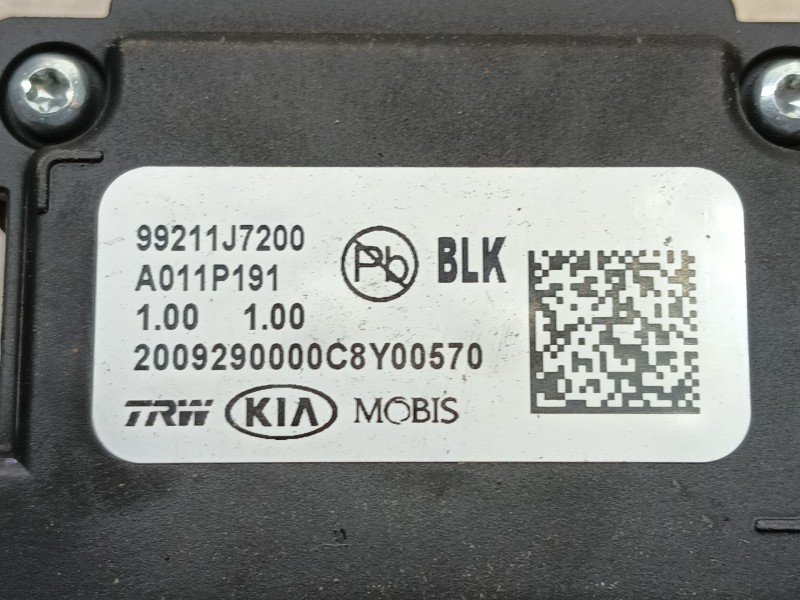 99211J7200
A011P191
1.00 1.00
2009290000C8Y00570
Pb
BLK
TRW KIA MOBIS